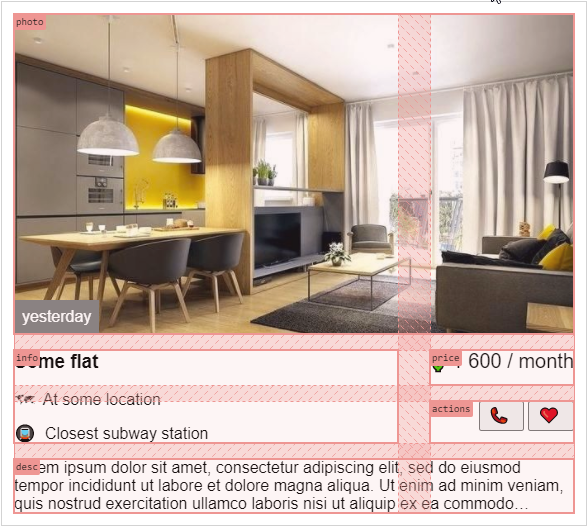 photo
yesterday
info
Some flat
price
600 / month
At some location
actions
Closest subway station
desc
em ipsum dolor sit amet, consectetur adipiscing elit, sed do eiusmod
tempor incididunt ut labore et dolore magna aliqua. Ut enim ad minim veniam,
quis nostrud exercitation ullamco laboris nisi ut aliquip ex ea commodo…